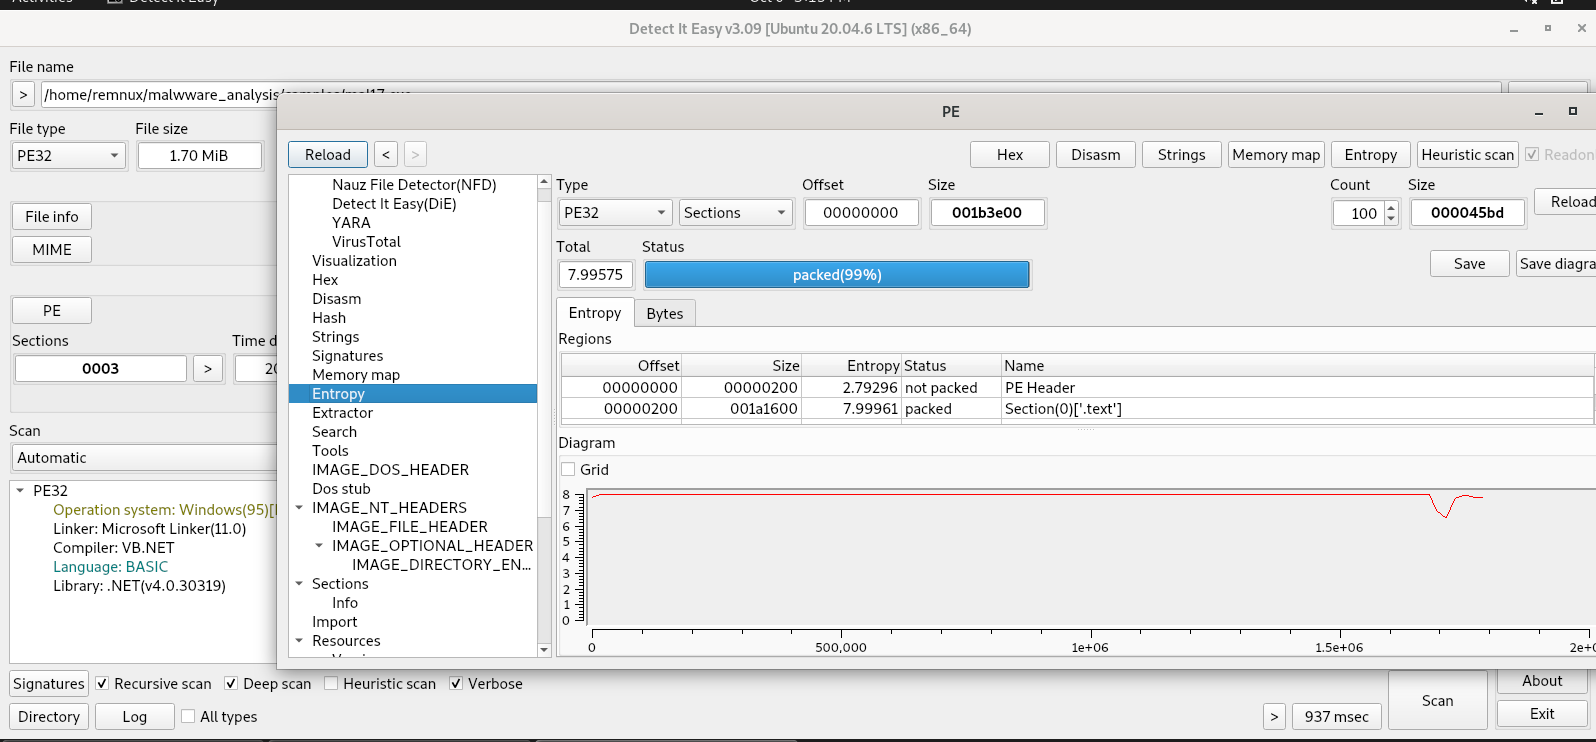 Detect It Easy v3.09 [Ubuntu 20.04.6 LTS] (x86_64)
File name
> /home/remnux/malwware_analysis/samples/mal17.exe
File type File size
PE32 1.70 MiB
File info
MIME
PE
Sections Time d
0003 > 20
Scan
Automatic
PE32
Operation system: Windows(95)[
Linker: Microsoft Linker(11.0)
Compiler: VB.NET
Language: BASIC
Library: .NET(v4.0.30319)
Signatures Recursive scan Deep scan Heuristic scan Verbose
Directory Log All types
> 937 msec
Scan
About
Exit
PE
Reload < > Hex Disasm Strings Memory map Entropy Heuristic scan Readon
Nauz File Detector(NFD)
Detect It Easy(DiE)
YARA
VirusTotal
Visualization
Hex
Disasm
Hash
Strings
Signatures
Memory map
Entropy
Extractor
Search
Tools
IMAGE_DOS_HEADER
Dos stub
IMAGE_NT_HEADERS
IMAGE_FILE_HEADER
IMAGE_OPTIONAL_HEADER
IMAGE_DIRECTORY_EN...
Sections
Info
Import
Resources
Type Offset Size Count Size
PE32 Sections 00000000 001b3e00 100 000045bd Reload
Total Status
7.99575 packed(99%) Save Save diagra
Entropy Bytes
Regions
Offset Size Entropy Status Name
00000000 00000200 2.79296 not packed PE Header
00000200 001a1600 7.99961 packed Section(0)['.text']
Diagram
Grid
8
7
6
5
4
3
2
1
0
0 500,000 1e+06 1.5e+06 2e+0